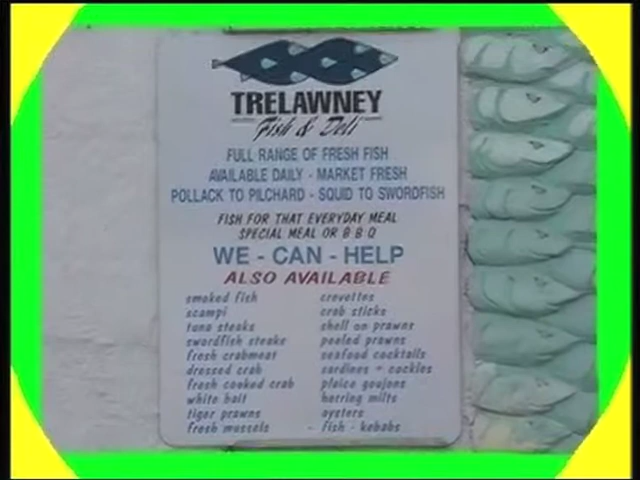 TRELAWNEY
Fish & Deli
FULL RANGE OF FRESH FISH
AVAILABLE DAILY - MARKET FRESH
POLLACK TO PILCHARD - SQUID TO SWORDFISH
FISH FOR THAT EVERYDAY MEAL
SPECIAL MEAL OR B B Q
WE - CAN - HELP
ALSO AVAILABLE
smoked fish
scampi
tuna steaks
swordfish steaks
fresh crabmeat
dressed crab
fresh cooked crab
white bait
tiger prawns
fresh mussels
crevettes
crab sticks
shell on prawns
peeled prawns
seafood cocktails
sardines + cockles
plaice goujons
herring milts
oysters
- fish - kebabs